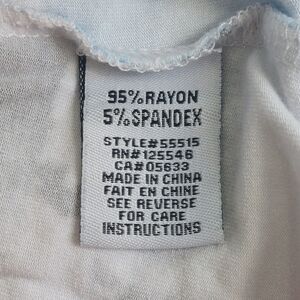 95%RAYON
5%SPANDEX
STYLE#55515
RN#125546
CA#05633
MADE IN CHINA
FAIT EN CHINE
SEE REVERSE
FOR CARE
INSTRUCTIONS